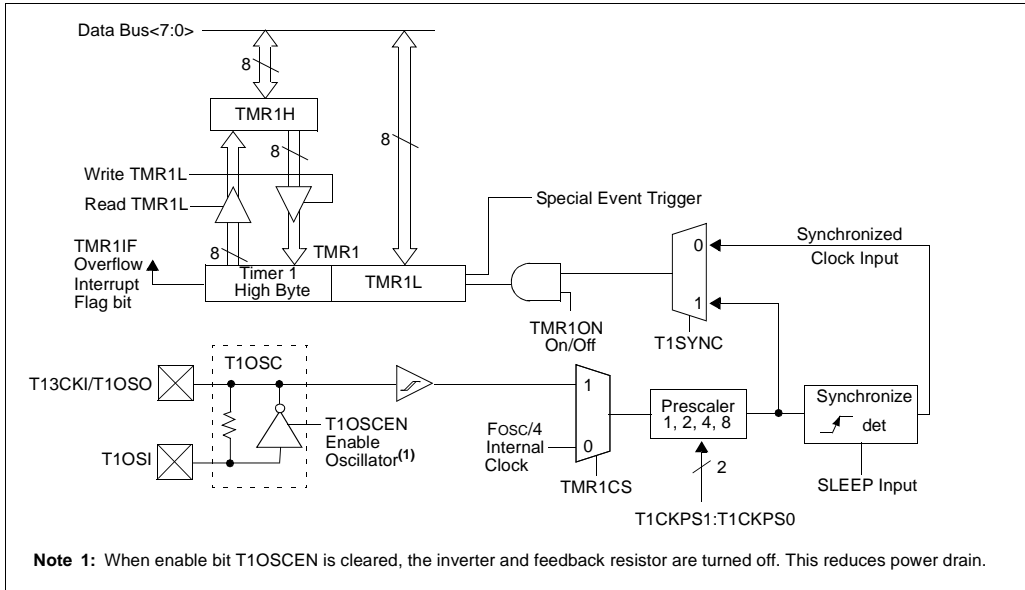 Data Bus<7:0>
8
TMR1H
8
8
Write TMR1L
Read TMR1L
Special Event Trigger
TMR1IF
Overflow
Interrupt
Flag bit
8
TMR1
Timer 1
High Byte
TMR1L
0
Synchronized
Clock Input
1
TMR1ON
On/Off
T1SYNC
T1OSC
T13CKI/T1OSO
T1OSCEN
Enable
Oscillator(1)
T1OSI
1
FOSC/4
Internal
Clock
0
TMR1CS
Prescaler
1, 2, 4, 8
2
T1CKPS1:T1CKPS0
Synchronize
det
SLEEP Input
Note 1: When enable bit T1OSCEN is cleared, the inverter and feedback resistor are turned off. This reduces power drain.